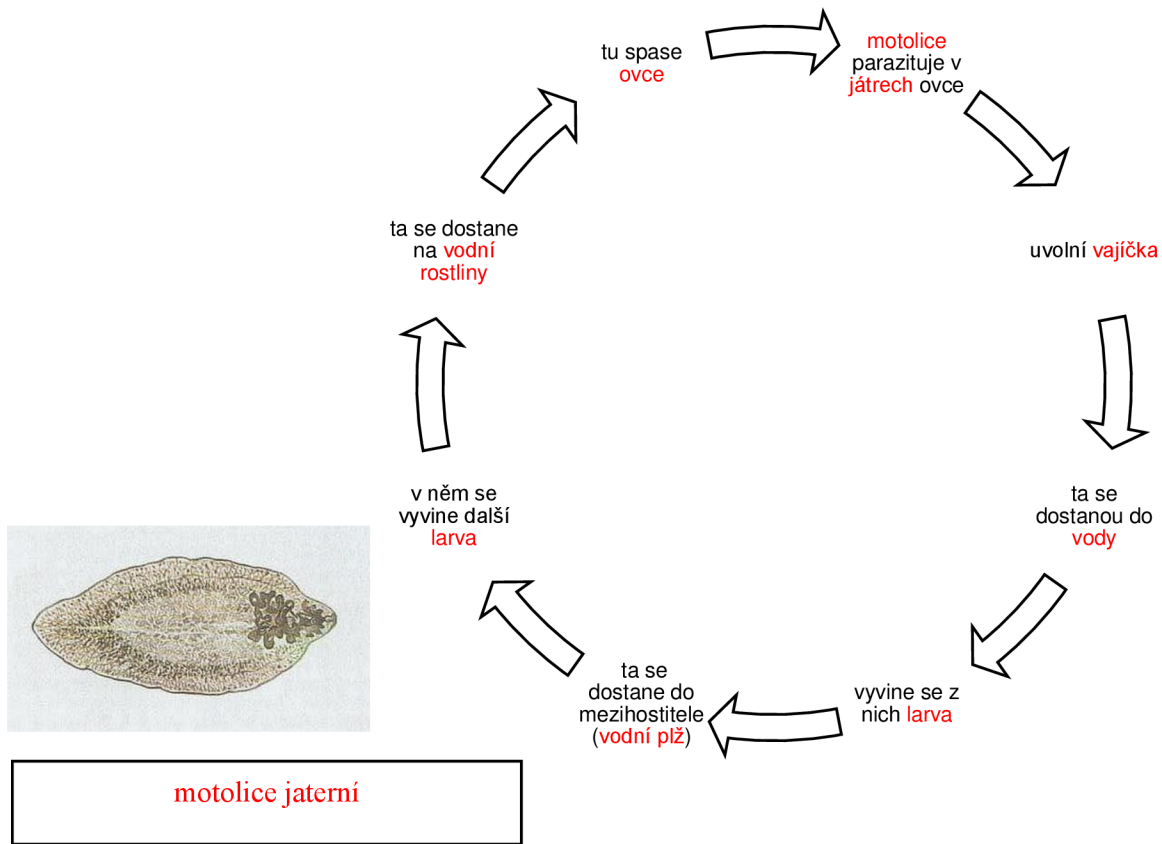 tu spase
ovce
motolice
parazituje v
játrech ovce
uvolní vajíčka
ta se
dostanou do
vody
vyvine se z
nich larva
ta se
dostane do
mezihostitele
(vodní plž)
v něm se
vyvine další
larva
ta se dostane
na vodní
rostliny
motolice jaterní